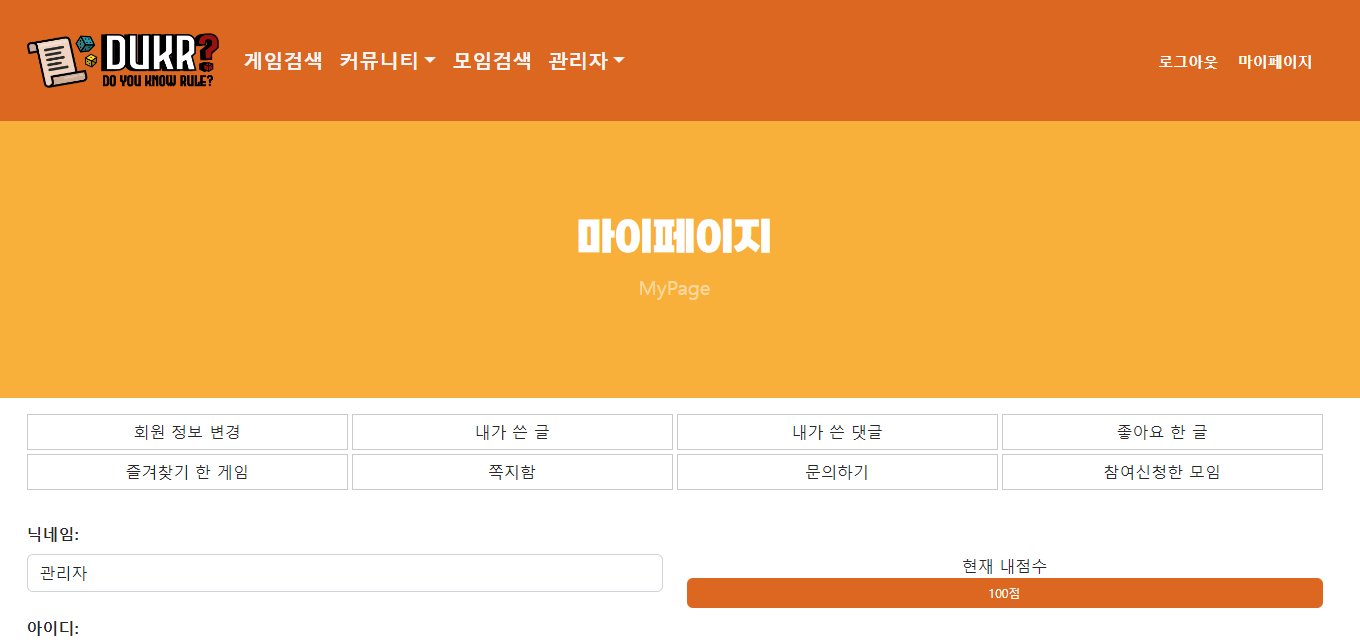 DUKR?
DO YOU KNOW RULE?
게임검색 커뮤니티 모임검색 관리자
로그아웃 마이페이지
마이페이지
MyPage
회원 정보 변경 내가 쓴 글 내가 쓴 댓글 좋아요 한 글
즐겨찾기 한 게임 쪽지함 문의하기 참여신청한 모임
닉네임:
관리자
현재 내점수
100점
아이디: